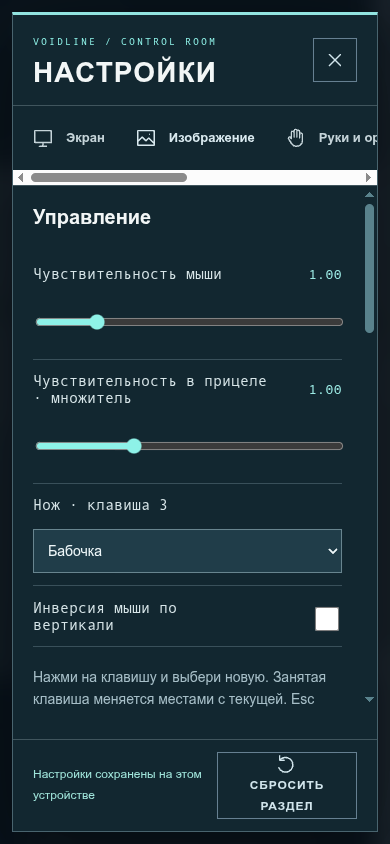 VOIDLINE / CONTROL ROOM
НАСТРОЙКИ
Экран
Изображение
Руки и ор
Управление
Чувствительность мыши
1.00
Чувствительность в прицеле
· множитель
1.00
Нож · клавиша 3
Бабочка
Инверсия мыши по
вертикали
Нажми на клавишу и выбери новую. Занятая
клавиша меняется местами с текущей. Esc
Настройки сохранены на этом
устройстве
СБРОСИТЬ
РАЗДЕЛ